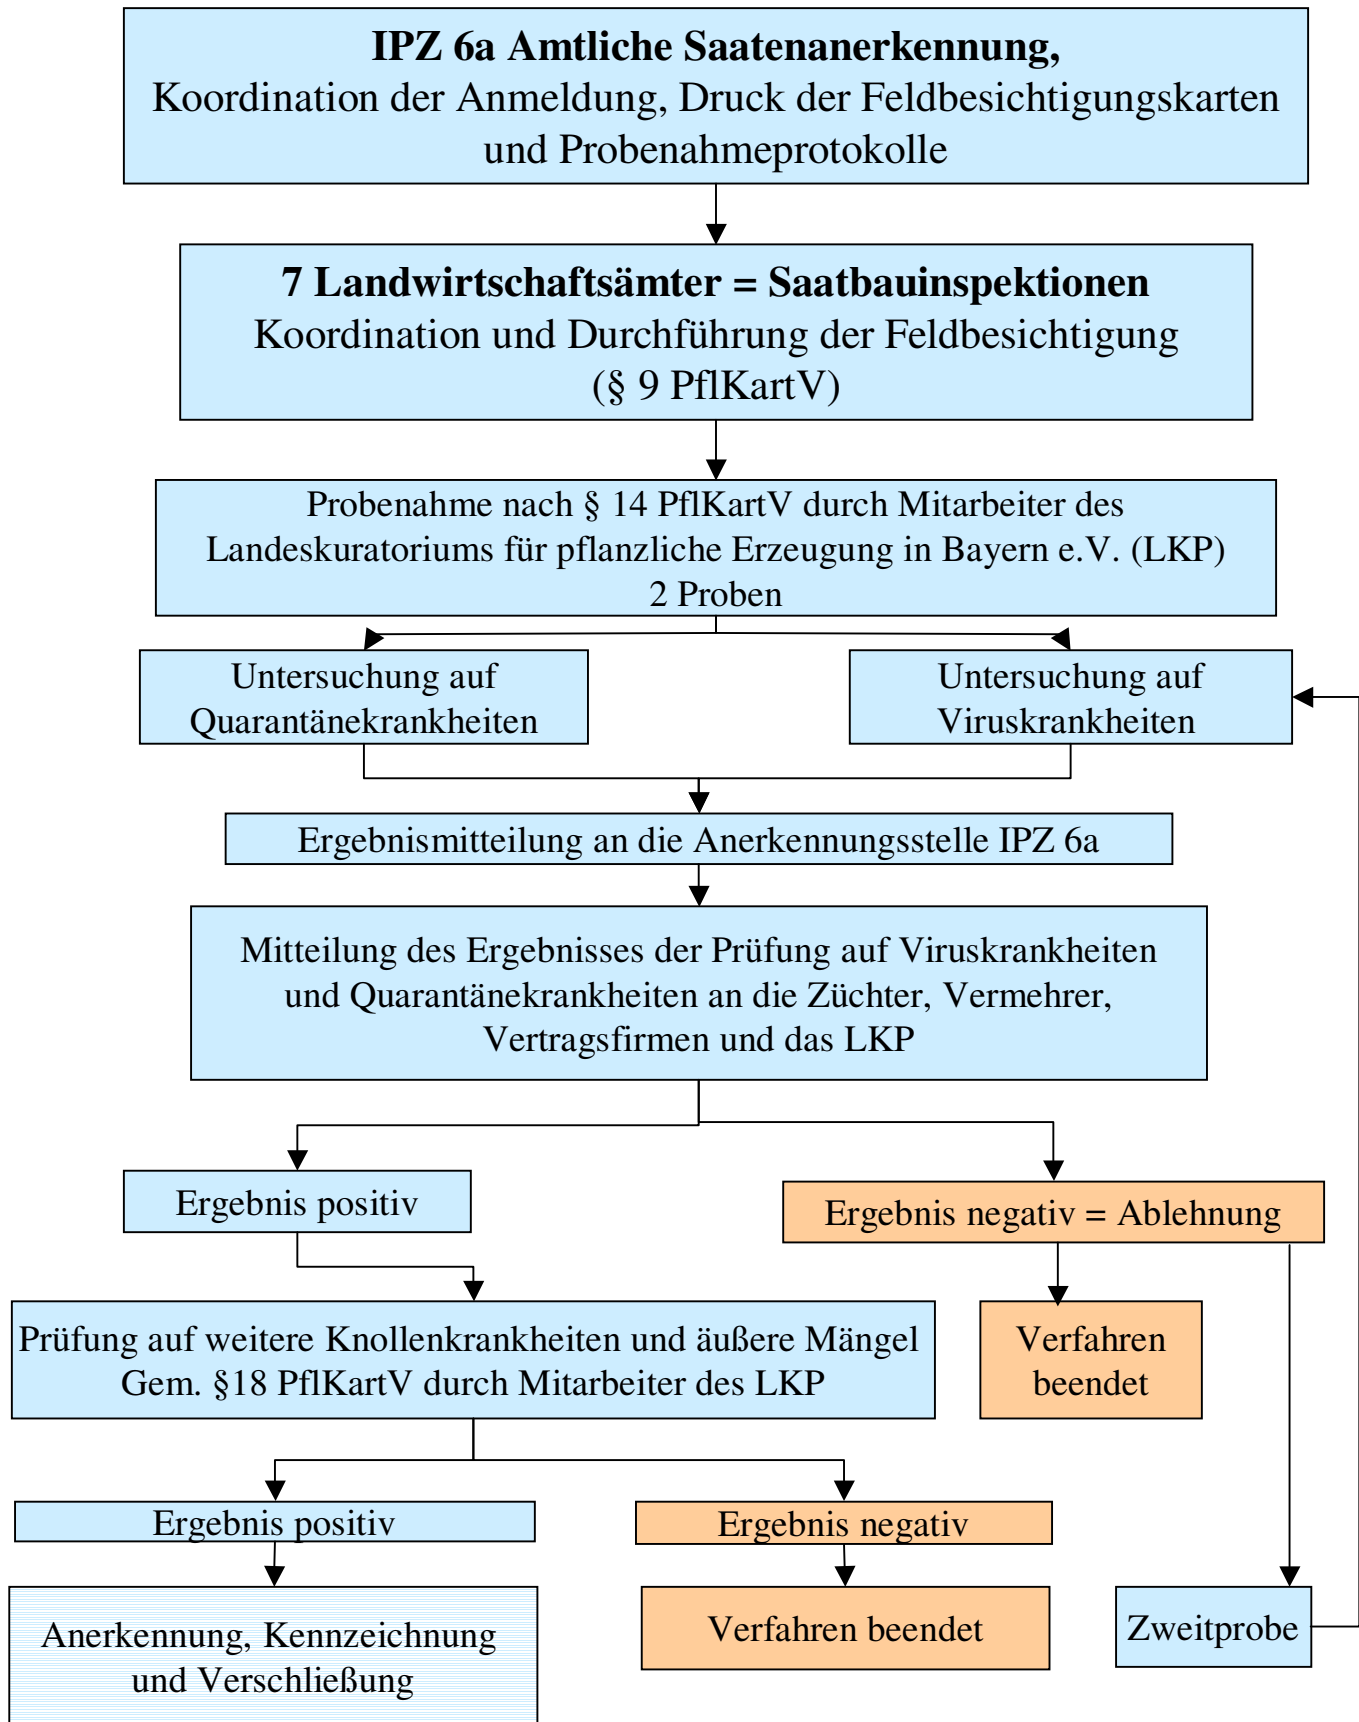 IPZ 6a Amtliche Saatenanerkennung,
Koordination der Anmeldung, Druck der Feldbesichtigungskarten
und Probenahmeprotokolle
7 Landwirtschaftsämter = Saatbauinspektionen
Koordination und Durchführung der Feldbesichtigung
(§ 9 PflKartV)
Probenahme nach § 14 PflKartV durch Mitarbeiter des
Landeskuratoriums für pflanzliche Erzeugung in Bayern e.V. (LKP)
2 Proben
Untersuchung auf
Quarantänekrankheiten
Untersuchung auf
Viruskrankheiten
Ergebnismitteilung an die Anerkennungsstelle IPZ 6a
Mitteilung des Ergebnisses der Prüfung auf Viruskrankheiten
und Quarantänekrankheiten an die Züchter, Vermehrer,
Vertragsfirmen und das LKP
Ergebnis positiv
Ergebnis negativ = Ablehnung
Prüfung auf weitere Knollenkrankheiten und äußere Mängel
Gem. §18 PflKartV durch Mitarbeiter des LKP
Verfahren
beendet
Ergebnis positiv
Ergebnis negativ
Anerkennung, Kennzeichnung
und Verschließung
Verfahren beendet
Zweitprobe